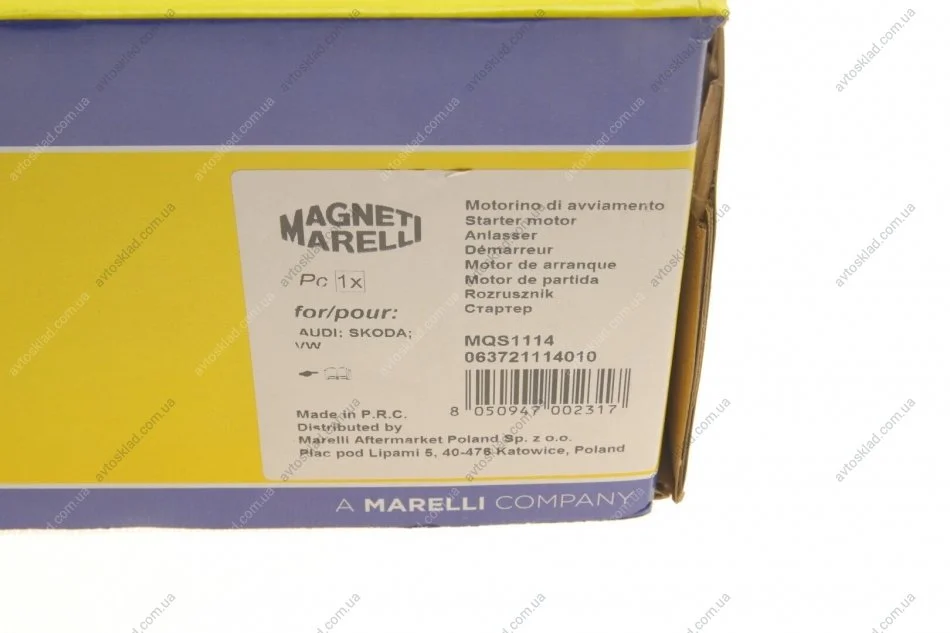 MAGNETI
MARELLI
Pc 1x
for/pour:
AUDI; SKODA;
VW
Motorino di avviamento
Starter motor
Anlasser
Démarreur
Motor de arranque
Motor de partida
Rozrusznik
Стартер
MQS1114
063721114010
8 050947 002317
Made in P.R.C.
Distributed by
Marelli Aftermarket Poland Sp. z o.o.
Plac pod Lipami 5, 40-476 Katowice, Poland
A MARELLI COMPANY
avtosklad.com.ua